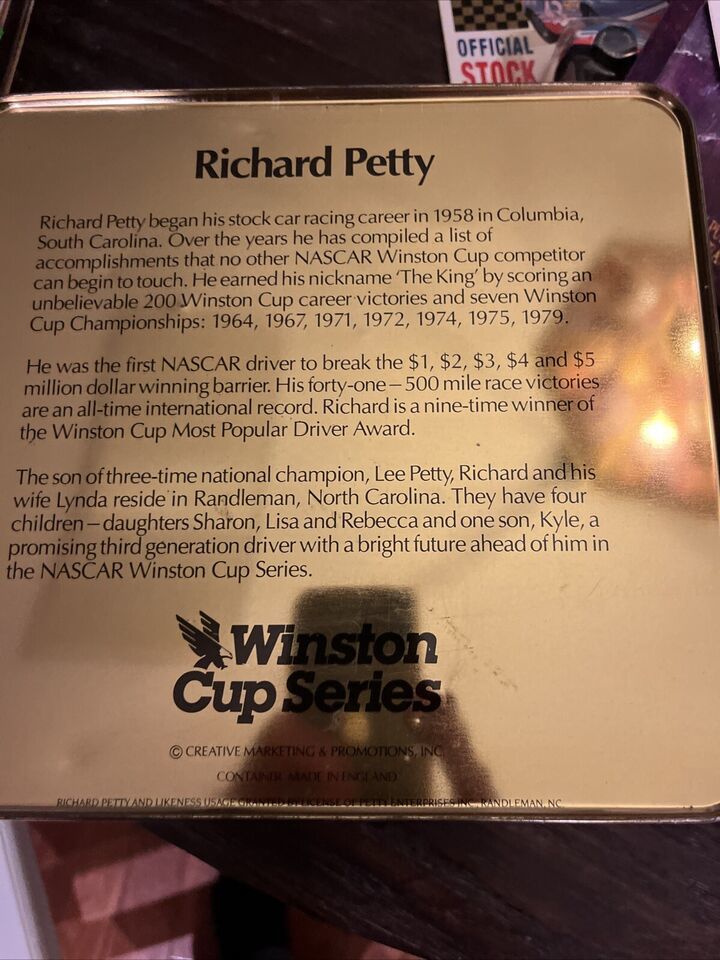 OFFICIAL
STOCK
Richard Petty
Richard Petty began his stock car racing career in 1958 in Columbia,
South Carolina. Over the years he has compiled a list of
accomplishments that no other NASCAR Winston Cup competitor
can begin to touch. He earned his nickname 'The King' by scoring an
unbelievable 200 Winston Cup career victories and seven Winston
Cup Championships: 1964, 1967, 1971, 1972, 1974, 1975, 1979.
He was the first NASCAR driver to break the $1, $2, $3, $4 and $5
million dollar winning barrier. His forty-one—500 mile race victories
are an all-time international record. Richard is a nine-time winner of
the Winston Cup Most Popular Driver Award.
The son of three-time national champion, Lee Petty, Richard and his
wife Lynda reside in Randleman, North Carolina. They have four
children—daughters Sharon, Lisa and Rebecca and one son, Kyle, a
promising third generation driver with a bright future ahead of him in
the NASCAR Winston Cup Series.
Winston
Cup Series
© CREATIVE MARKETING & PROMOTIONS, INC.
CONTAINER MADE IN ENGLAND
RICHARD PETTY AND LIKENESS USAGE GRANTED BY LICENSE OF PETTY ENTERPRISES INC. RANDLEMAN, NC.